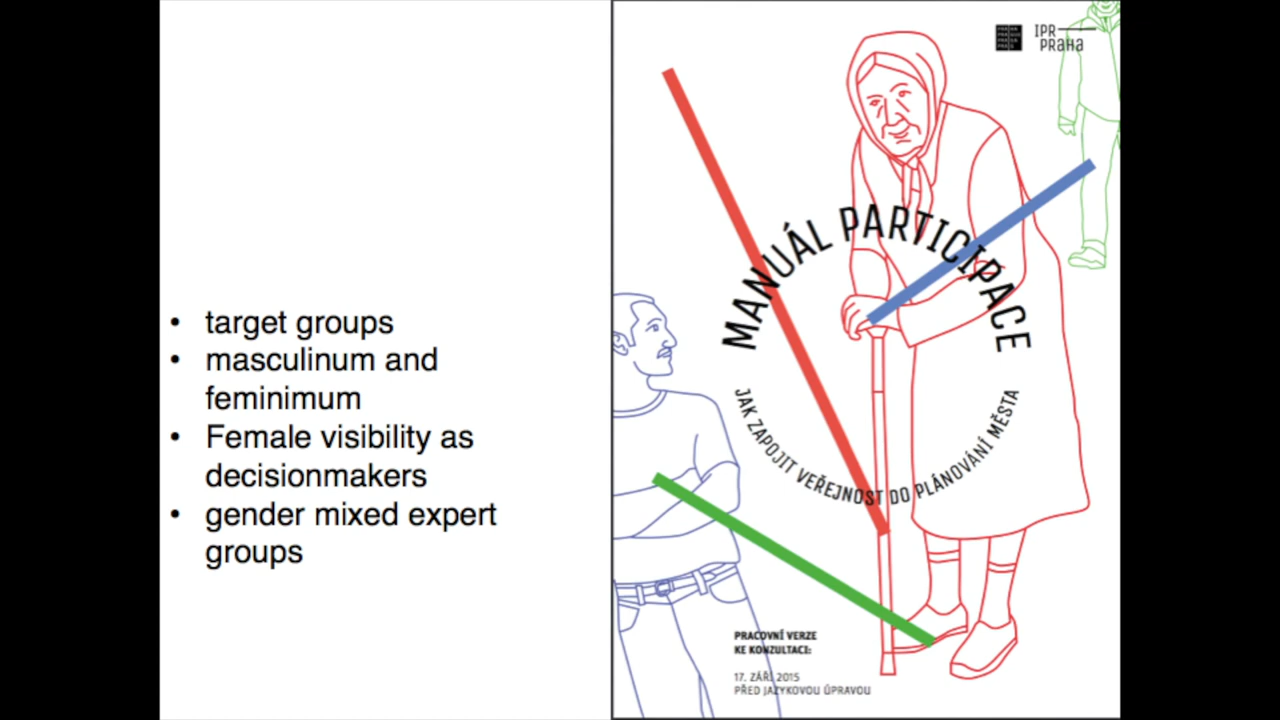 • target groups
• masculinum and
feminimum
• Female visibility as
decisionmakers
• gender mixed expert
groups
IPR
PRAHA
MANUÁL PARTICIPACE
JAK ZAPOJIT VEŘEJNOST DO PLÁNOVÁNÍ MĚSTA
PRACOVNÍ VERZE
KE KONZULTACI:
17. ZÁŘÍ 2015
PŘED JAZYKOVOU ÚPRAVOU